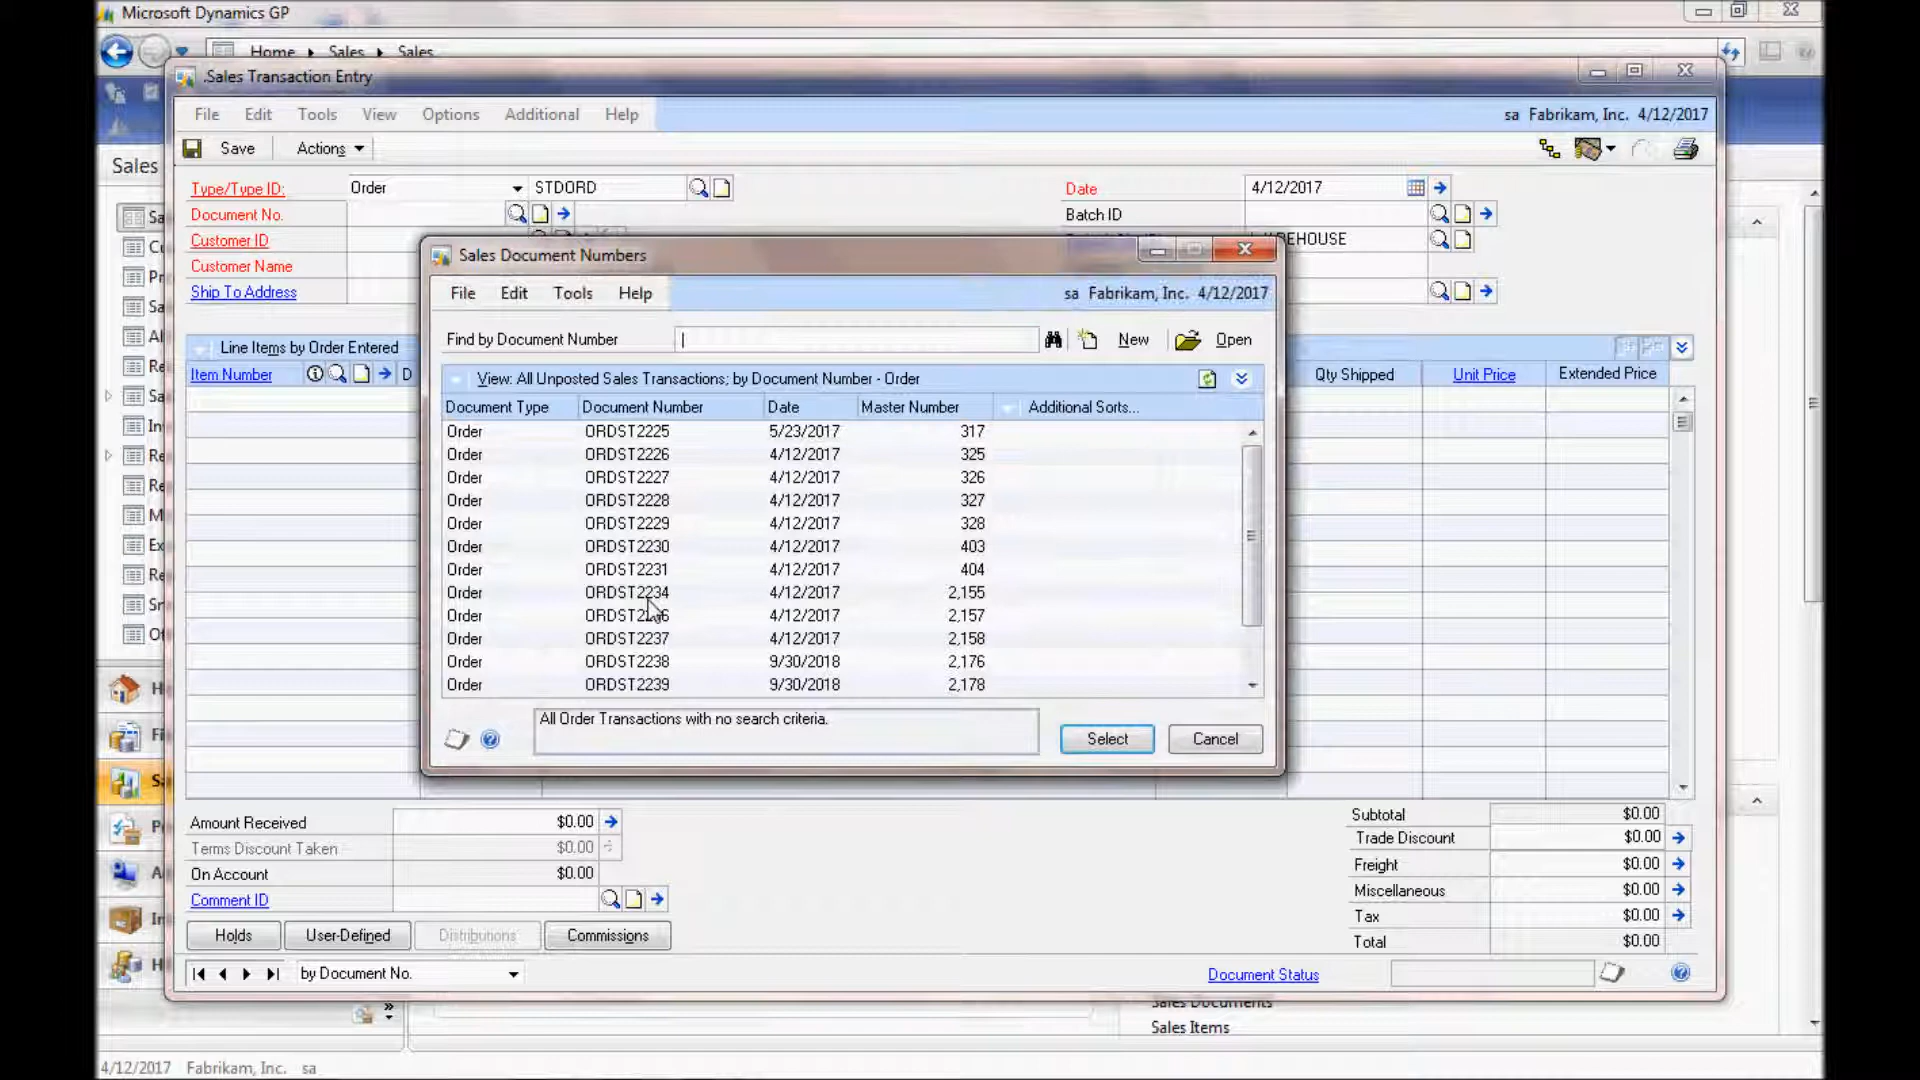 Microsoft Dynamics GP
Home Sales Sales
.Sales Transaction Entry
File Edit Tools View Options Additional Help
sa Fabrikam, Inc. 4/12/2017
Save Actions
Sales
Type/Type ID: Order STDORD
Date 4/12/2017
Document No.
Batch ID
Customer ID
Customer Name
Ship To Address
Sales Document Numbers
File Edit Tools Help
sa Fabrikam, Inc. 4/12/2017
Find by Document Number
New Open
Line Items by Order Entered
View: All Unposted Sales Transactions; by Document Number - Order
Item Number D
Qty Shipped Unit Price Extended Price
Document Type Document Number Date Master Number Additional Sorts...
Order ORDST2225 5/23/2017 317
Order ORDST2226 4/12/2017 325
Order ORDST2227 4/12/2017 326
Order ORDST2228 4/12/2017 327
Order ORDST2229 4/12/2017 328
Order ORDST2230 4/12/2017 403
Order ORDST2231 4/12/2017 404
Order ORDST2234 4/12/2017 2,155
Order 4/12/2017 2,157
Order ORDST2237 4/12/2017 2,158
Order ORDST2238 9/30/2018 2,176
Order ORDST2239 9/30/2018 2,178
All Order Transactions with no search criteria.
Select Cancel
Amount Received $0.00
Terms Discount Taken $0.00
On Account $0.00
Comment ID
Subtotal $0.00
Trade Discount $0.00
Freight $0.00
Miscellaneous $0.00
Tax $0.00
Total $0.00
Holds User-Defined Distributions Commissions
by Document No.
Document Status
Sales Documents
Sales Items
4/12/2017 Fabrikam, Inc. sa